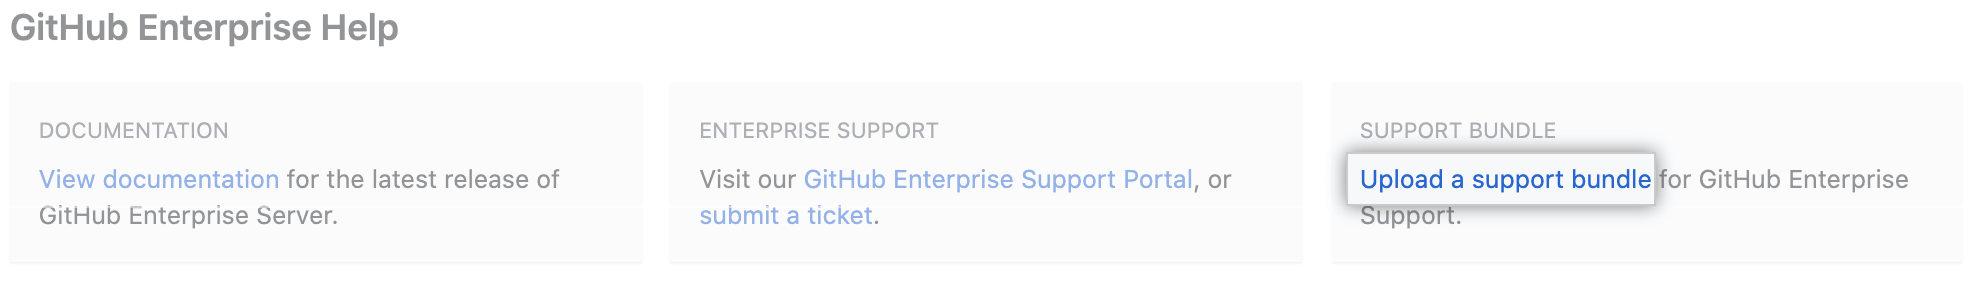 GitHub Enterprise Help
DOCUMENTATION
View documentation for the latest release of
GitHub Enterprise Server.
ENTERPRISE SUPPORT
Visit our GitHub Enterprise Support Portal, or
submit a ticket.
SUPPORT BUNDLE
Upload a support bundle for GitHub Enterprise
Support.